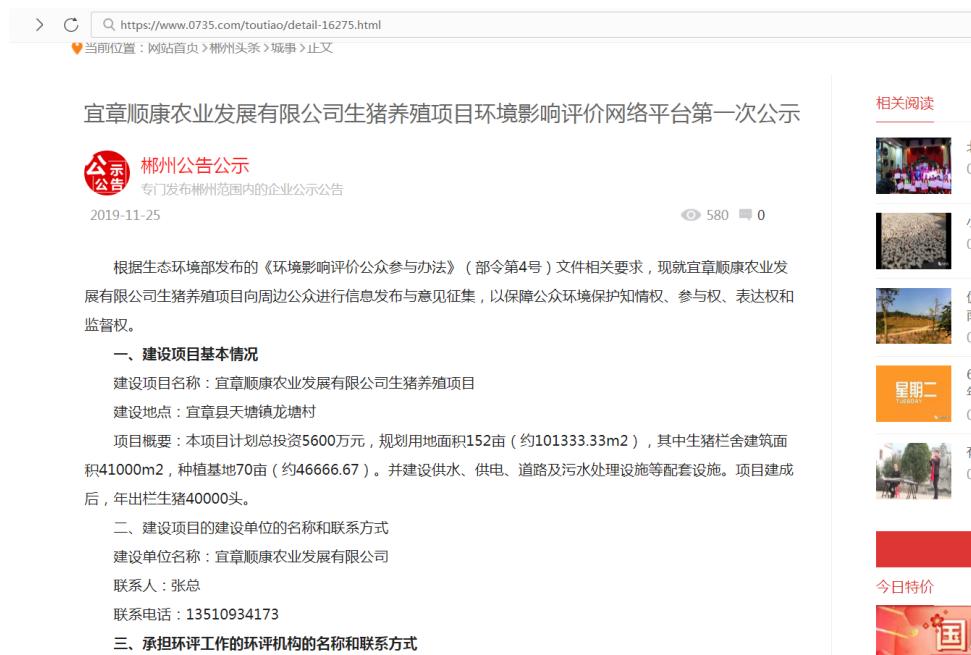 https://www.0735.com/toutiao/detail-16275.html
当前位置：网站首页 > 郴州头条 > 城事 > 正文
宜章顺康农业发展有限公司生猪养殖项目环境影响评价网络平台第一次公示
公示
公告
郴州公告公示
专门发布郴州范围内的企业公示公告
2019-11-25
580
0
根据生态环境部发布的《环境影响评价公众参与办法》（部令第4号）文件相关要求，现就宜章顺康农业发
展有限公司生猪养殖项目向周边公众进行信息发布与意见征集，以保障公众环境保护知情权、参与权、表达权和
监督权。
一、建设项目基本情况
建设项目名称：宜章顺康农业发展有限公司生猪养殖项目
建设地点：宜章县天塘镇龙塘村
项目概要：本项目计划总投资5600万元，规划用地面积152亩（约101333.33m2），其中生猪栏舍建筑面
积41000m2，种植基地70亩（约46666.67）。并建设供水、供电、道路及污水处理设施等配套设施。项目建成
后，年出栏生猪40000头。
二、建设项目的建设单位的名称和联系方式
建设单位名称：宜章顺康农业发展有限公司
联系人：张总
联系电话：13510934173
三、承担环评工作的环评机构的名称和联系方式
相关阅读
星期二
TUESDAY
今日特价
国